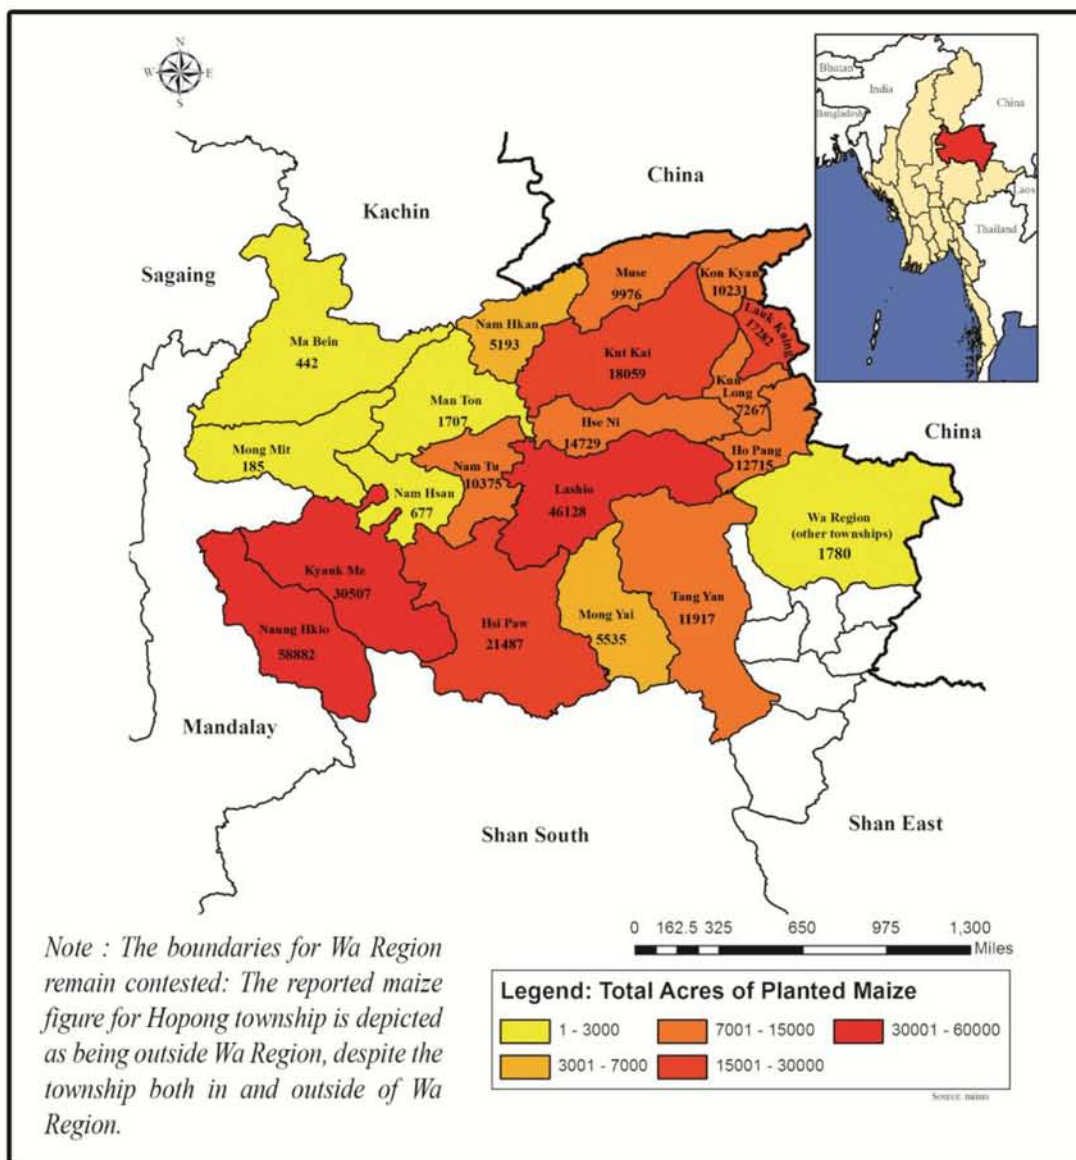 N
W E
S
Bhutan
India
China
Bangladesh
Laos
Thailand
China
Kachin
Sagaing
Muse
9976
Kon Kyan
10231
Lauk Kaing
17282
Nam Hkan
5193
Ma Bein
442
Kut Kai
18059
Kun
Long
7267
Man Ton
1707
Hse Ni
14729
China
Mong Mit
185
Ho Pang
12715
Nam Tu
10375
Nam Hsan
677
Lashio
46128
Wa Region
(other townships)
1780
Kyauk Me
30507
Tang Yan
11917
Mong Yai
5535
Hsi Paw
21487
Naung Hkio
58882
Mandalay
Shan South
Shan East
0 162.5 325 650 975 1,300
Miles
Note : The boundaries for Wa Region
remain contested: The reported maize
figure for Hopong township is depicted
as being outside Wa Region, despite the
township both in and outside of Wa
Region.
Legend: Total Acres of Planted Maize
1 - 3000 7001 - 15000 30001 - 60000
3001 - 7000 15001 - 30000
Source: